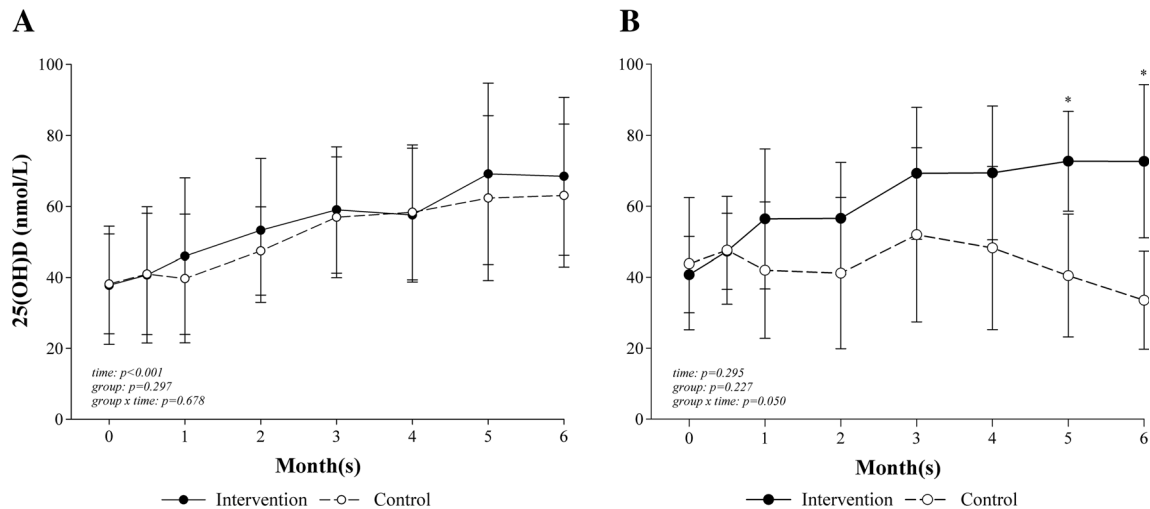 A
B
25(OH)D (nmol/L)
100
80
60
40
20
0
time: p<0.001
group: p=0.297
group x time: p=0.678
0 1 2 3 4 5 6
Month(s)
Intervention Control
100
80
60
40
20
0
* *
time: p=0.295
group: p=0.227
group x time: p=0.050
0 1 2 3 4 5 6
Month(s)
Intervention Control